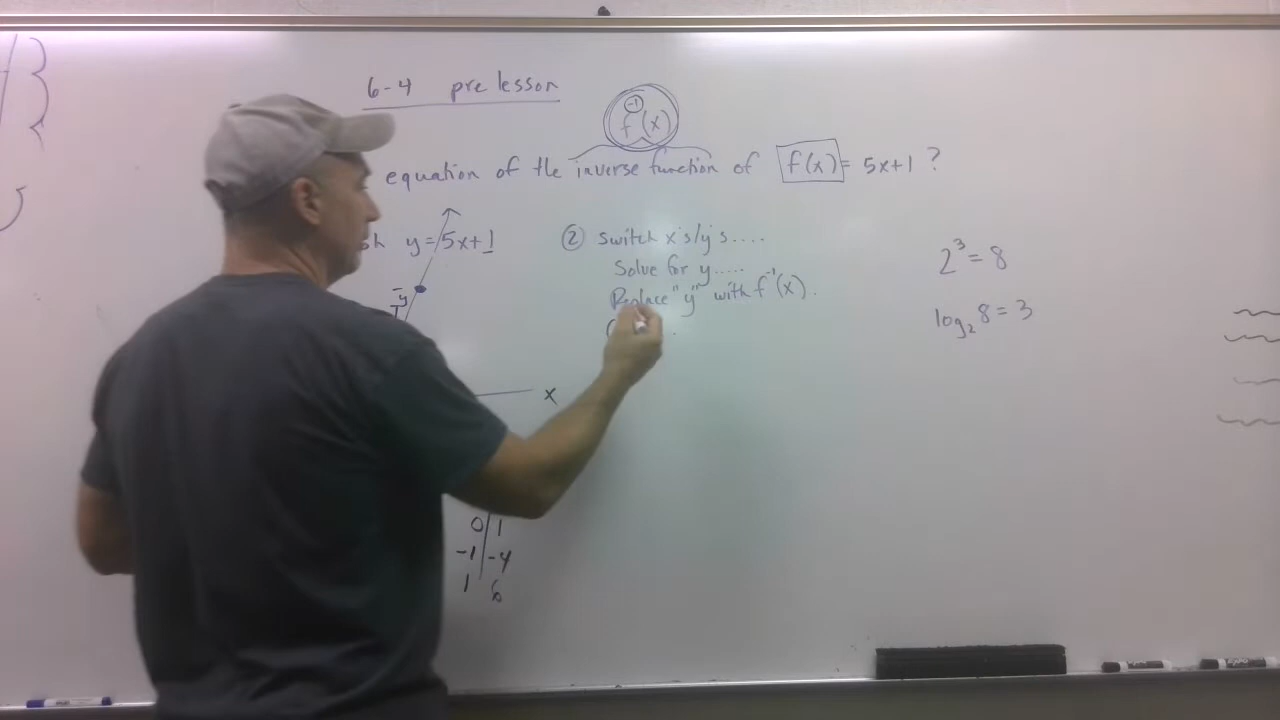 6-4 pre lesson
f⁻¹(x)
equation of the inverse function of f(x) = 5x+1 ?
y = 5x+1
② Switch x's/y's....
Solve for y.....
Replace "y" with f⁻¹(x).
y
x
0 | 1
-1 | -4
1 | 6
2³ = 8
log₂ 8 = 3
EXPO